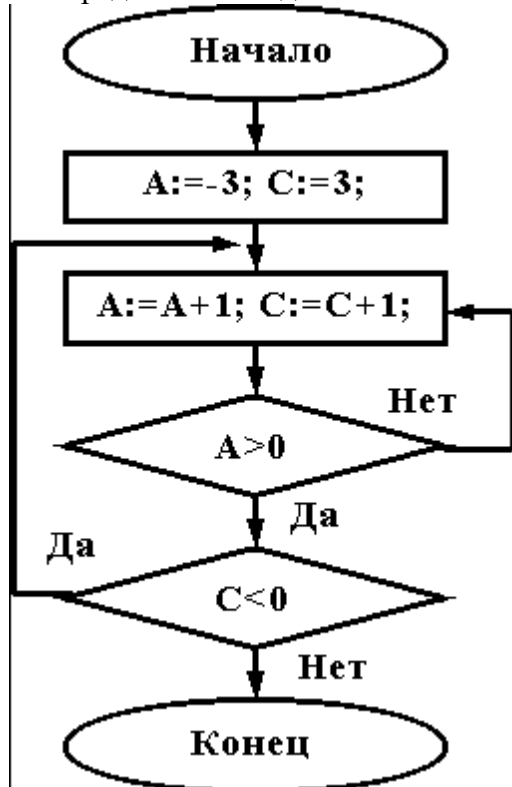 Начало
A:=-3; C:=3;
A:=A+1; C:=C+1;
Нет
A>0
Да
Да
C<0
Нет
Конец